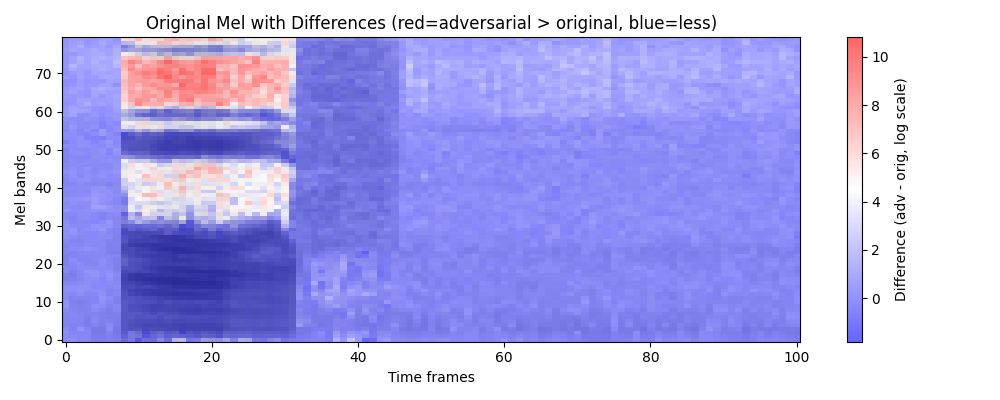 Original Mel with Differences (red=adversarial > original, blue=less)
Mel bands
70
60
50
40
30
20
10
0
0 20 40 60 80 100
Time frames
10
8
6
4
2
0
Difference (adv - orig, log scale)